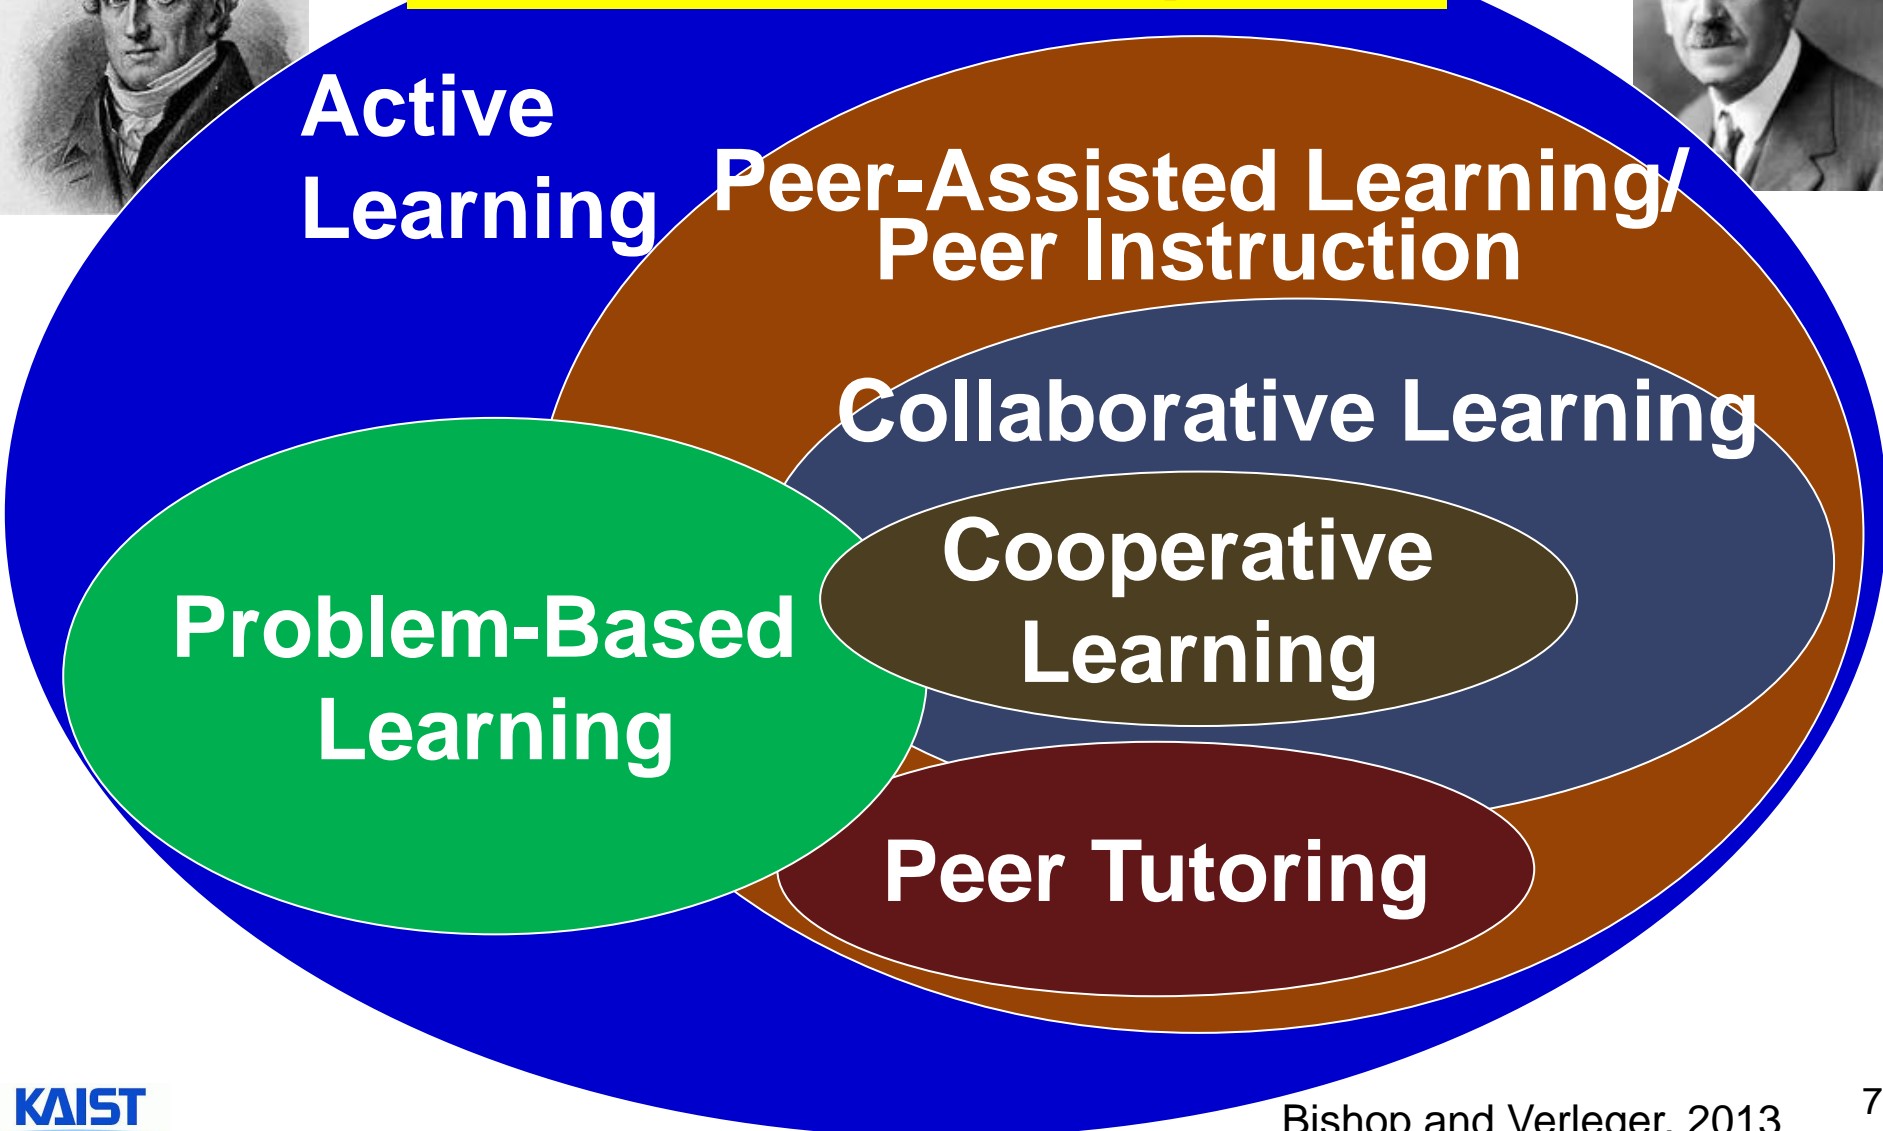 Active
Learning
Peer-Assisted Learning/
Peer Instruction
Collaborative Learning
Cooperative
Learning
Problem-Based
Learning
Peer Tutoring
KAIST
Bishop and Verleger, 2013
7